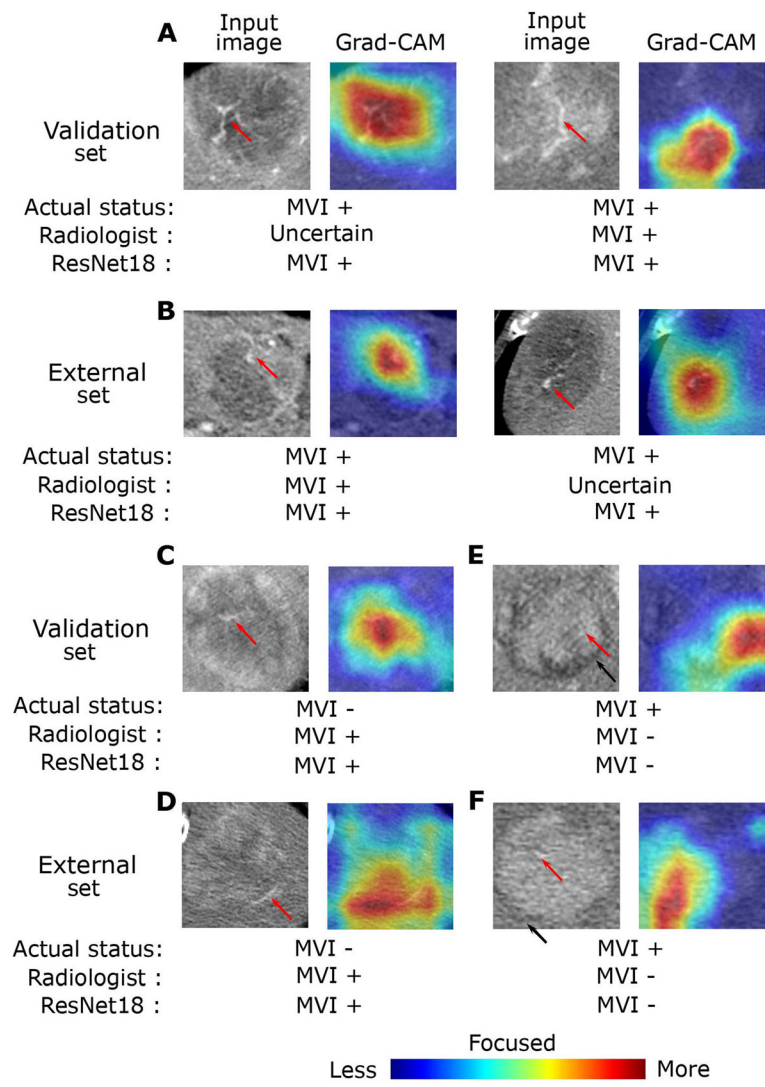 A
Input image Grad-CAM Input image Grad-CAM
Validation set
Actual status: MVI + MVI +
Radiologist : Uncertain MVI +
ResNet18 : MVI + MVI +
B
External set
Actual status: MVI + MVI +
Radiologist : MVI + Uncertain
ResNet18 : MVI + MVI +
C E
Validation set
Actual status: MVI - MVI +
Radiologist : MVI + MVI -
ResNet18 : MVI + MVI -
D F
External set
Actual status: MVI - MVI +
Radiologist : MVI + MVI -
ResNet18 : MVI + MVI -
Focused
Less More